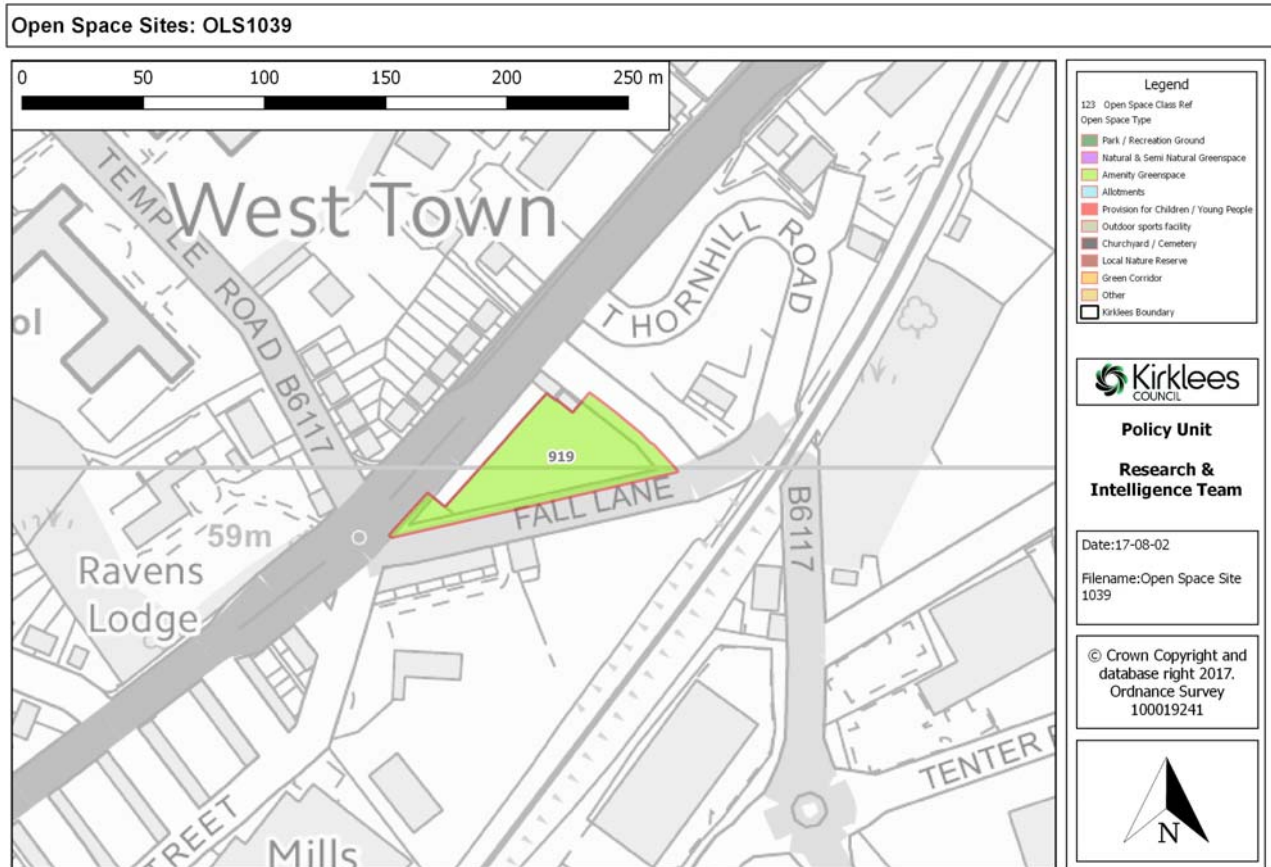 Open Space Sites: OLS1039
0 50 100 150 200 250 m
West Town
TEMPLE ROAD B6117
THORNHILL ROAD
ol
919
FALL LANE
B6117
59m
Ravens
Lodge
TENTER
STREET
Mills
Legend
123 Open Space Class Ref
Open Space Type
Park / Recreation Ground
Natural & Semi Natural Greenspace
Amenity Greenspace
Allotments
Provision for Children / Young People
Outdoor sports facility
Churchyard / Cemetery
Local Nature Reserve
Green Corridor
Other
Kirklees Boundary
Kirklees
COUNCIL
Policy Unit
Research &
Intelligence Team
Date:17-08-02
Filename:Open Space Site
1039
© Crown Copyright and
database right 2017.
Ordnance Survey
100019241
N